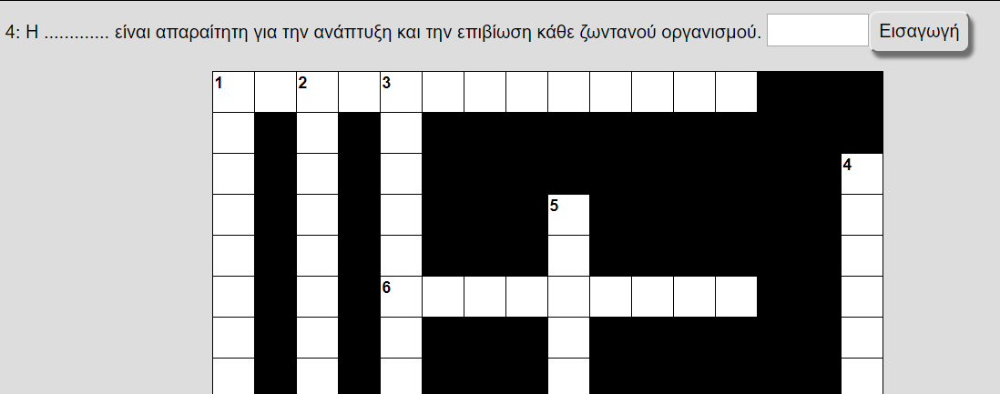 4: Η ............. είναι απαραίτητη για την ανάπτυξη και την επιβίωση κάθε ζωντανού οργανισμού. Εισαγωγή
1 2 3
4
5
6